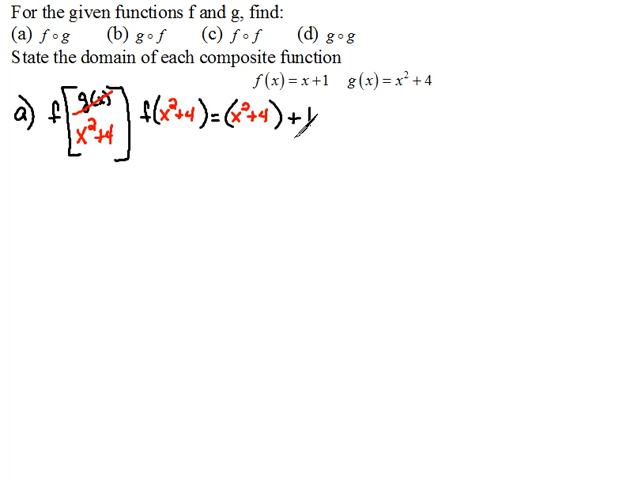 For the given functions f and g, find:
(a) f∘g (b) g∘f (c) f∘f (d) g∘g
State the domain of each composite function
f(x) = x+1 g(x) = x² + 4
a) f[g(x) x²+4] f(x²+4) = (x²+4) + 1